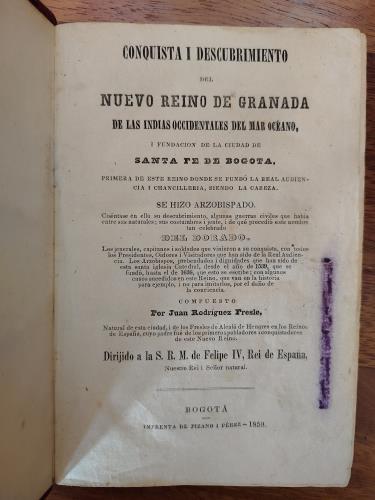 CONQUISTA I DESCUBRIMIENTO
DEL
NUEVO REINO DE GRANADA
DE LAS INDIAS OCCIDENTALES DEL MAR OCÉANO,
I FUNDACION DE LA CIUDAD DE
SANTA FE DE BOGOTA,
PRIMERA DE ESTE REINO DONDE SE FUNDÓ LA REAL AUDIEN-
CIA I CHANCILLERIA, SIENDO LA CABEZA.
SE HIZO ARZOBISPADO.
Cuéntase en ella su descubrimiento, algunas guerras civiles que habia
entre sus naturales; sus costumbres i jente, i de qué procedió este nombre
tan celebrado
DEL DORADO.
Los jenerales, capitanes i soldados que vinieron a su conquista, con todos
los Presidentes, Oidores i Visitadores que han sido de la Real Audien-
cia. Los Arzobispos, prebendados i dignidades que han sido de
esta santa iglesia Catedral, desde el año de 1539, que se
fundó, hasta el de 1636, que esto se escribe; con algunos
casos sucedidos en este Reino, que van en la historia
para ejemplo, i no para imitarlos, por el daño de
la conciencia.
COMPUESTO
Por Juan Rodríguez Fresle,
Natural de esta ciudad, i de los Fresles de Alcalá de Henares en los Reinos
de España, cuyo padre fué de los primeros pobladores i conquistadores
de este Nuevo Reino.
Dirijido a la S. R. M. de Felipe IV, Rei de España,
Nuestro Rei i Señor natural.
BOGOTÁ
IMPRENTA DE PIZANO I PÉREZ—1859.